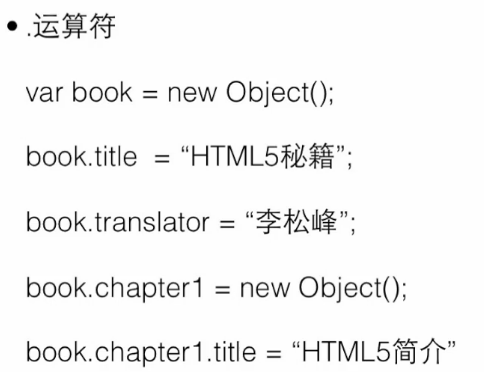 • .运算符
var book = new Object();
book.title  = “HTML5秘籍”;
book.translator = “李松峰”;
book.chapter1 = new Object();
book.chapter1.title = “HTML5简介”